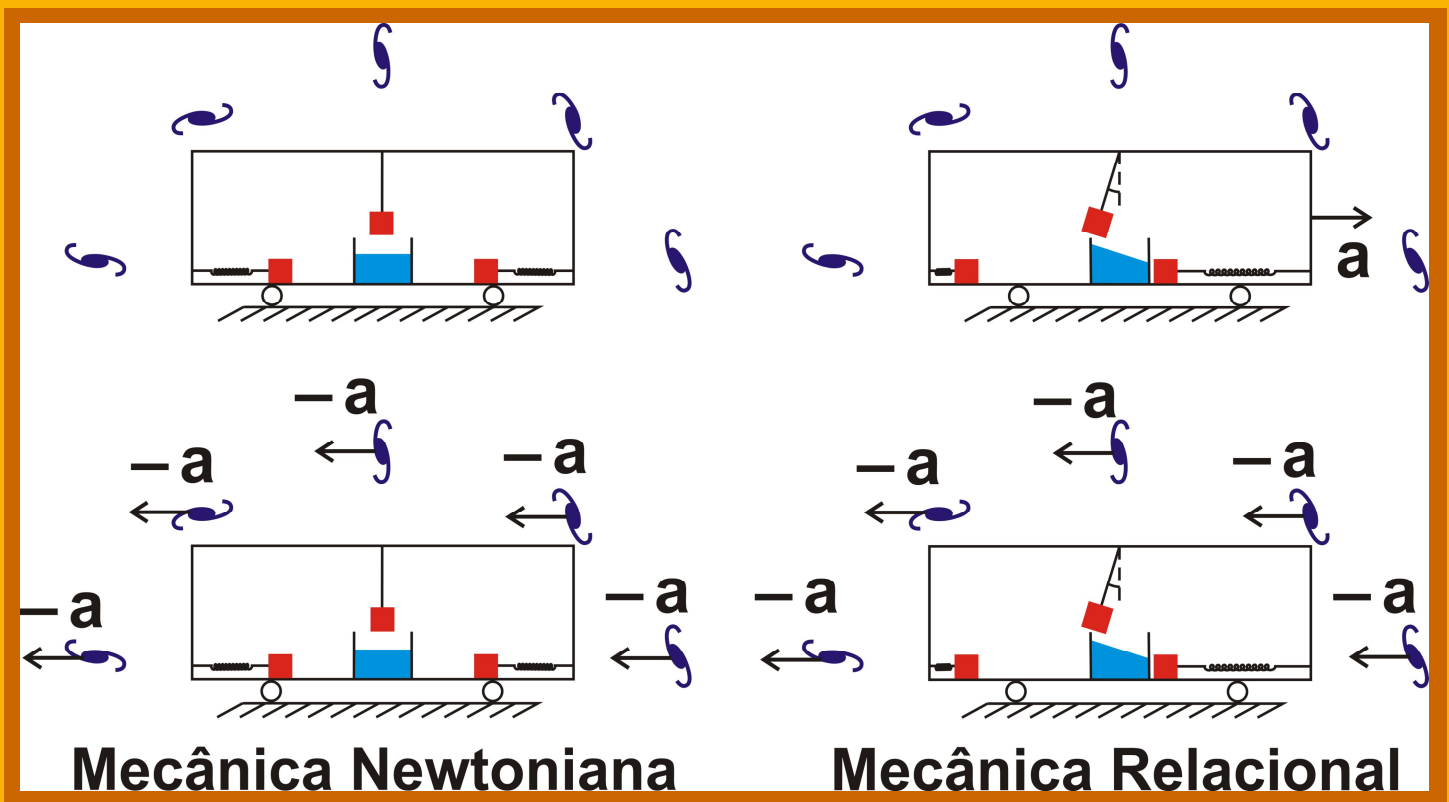 a
– a
– a
– a
– a
– a
– a
– a
– a
– a
– a
Mecânica Newtoniana
Mecânica Relacional